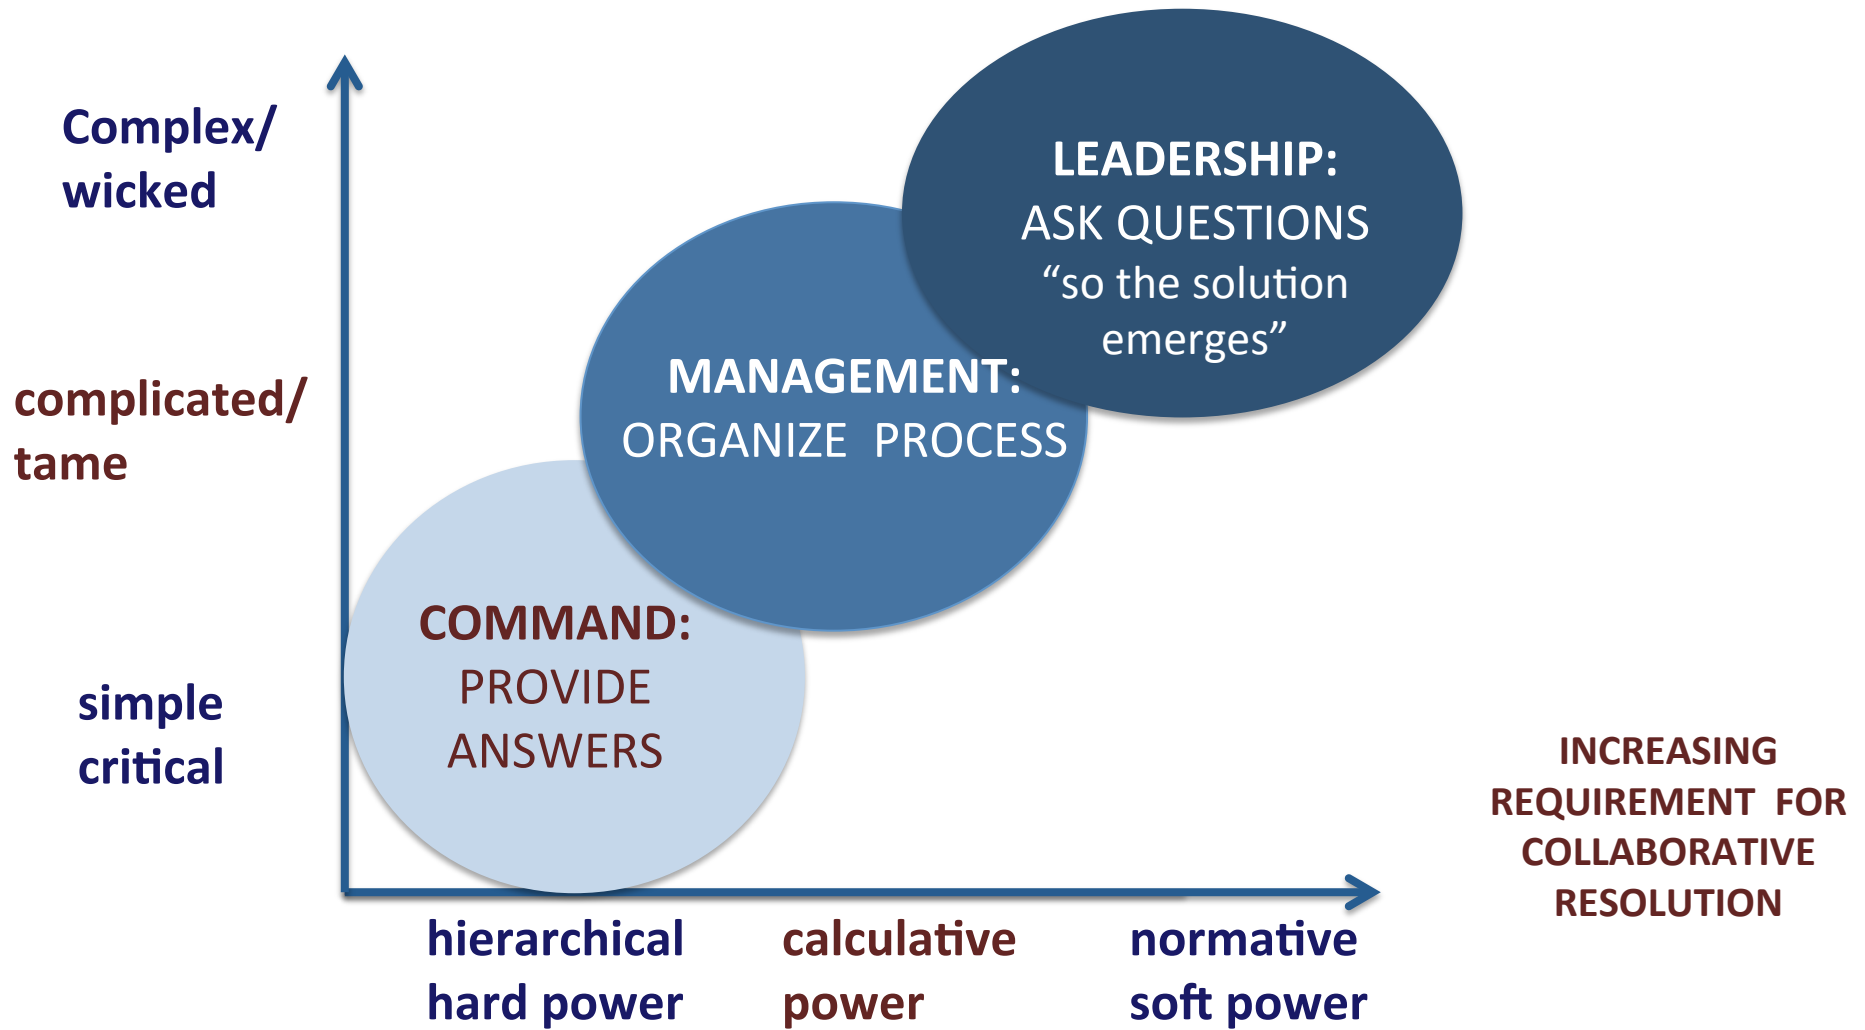 Complex/
wicked
LEADERSHIP:
ASK QUESTIONS
“so the solution
emerges”
complicated/
tame
MANAGEMENT:
ORGANIZE PROCESS
simple
critical
COMMAND:
PROVIDE
ANSWERS
INCREASING
REQUIREMENT FOR
COLLABORATIVE
RESOLUTION
hierarchical
hard power
calculative
power
normative
soft power